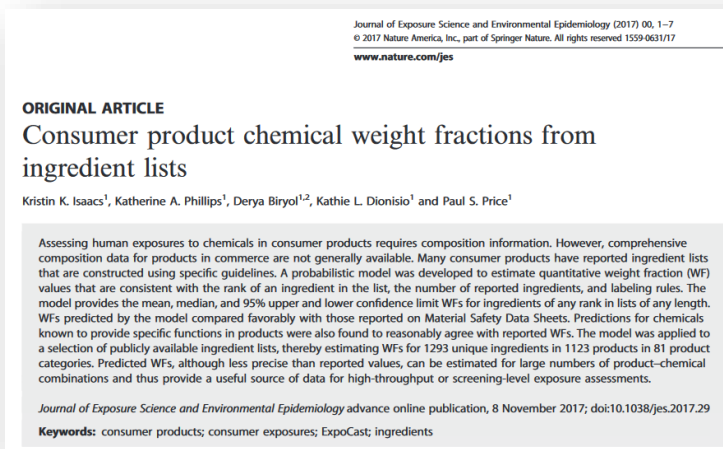 Journal of Exposure Science and Environmental Epidemiology (2017) 00, 1–7
© 2017 Nature America, Inc., part of Springer Nature. All rights reserved 1559-0631/17
www.nature.com/jes
ORIGINAL ARTICLE
Consumer product chemical weight fractions from
ingredient lists
Kristin K. Isaacs1, Katherine A. Phillips1, Derya Biryol1,2, Kathie L. Dionisio1 and Paul S. Price1
Assessing human exposures to chemicals in consumer products requires composition information. However, comprehensive
composition data for products in commerce are not generally available. Many consumer products have reported ingredient lists
that are constructed using specific guidelines. A probabilistic model was developed to estimate quantitative weight fraction (WF)
values that are consistent with the rank of an ingredient in the list, the number of reported ingredients, and labeling rules. The
model provides the mean, median, and 95% upper and lower confidence limit WFs for ingredients of any rank in lists of any length.
WFs predicted by the model compared favorably with those reported on Material Safety Data Sheets. Predictions for chemicals
known to provide specific functions in products were also found to reasonably agree with reported WFs. The model was applied to
a selection of publicly available ingredient lists, thereby estimating WFs for 1293 unique ingredients in 1123 products in 81 product
categories. Predicted WFs, although less precise than reported values, can be estimated for large numbers of product–chemical
combinations and thus provide a useful source of data for high-throughput or screening-level exposure assessments.
Journal of Exposure Science and Environmental Epidemiology advance online publication, 8 November 2017; doi:10.1038/jes.2017.29
Keywords: consumer products; consumer exposures; ExpoCast; ingredients